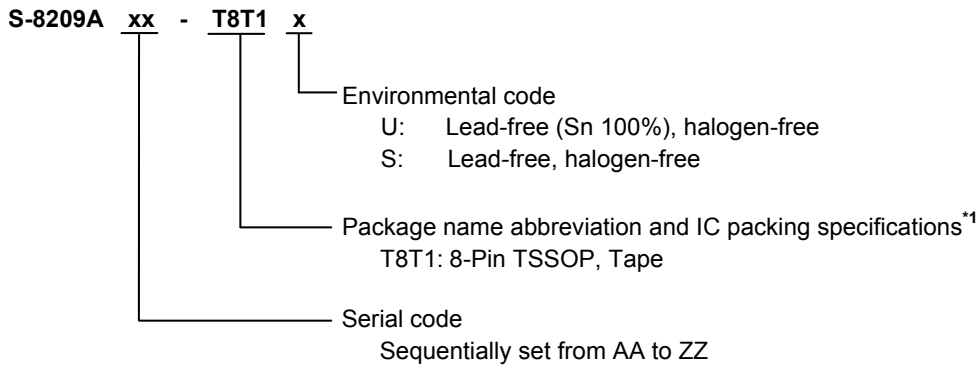 S-8209A xx - T8T1 x
Environmental code
U: Lead-free (Sn 100%), halogen-free
S: Lead-free, halogen-free
Package name abbreviation and IC packing specifications*1
T8T1: 8-Pin TSSOP, Tape
Serial code
Sequentially set from AA to ZZ